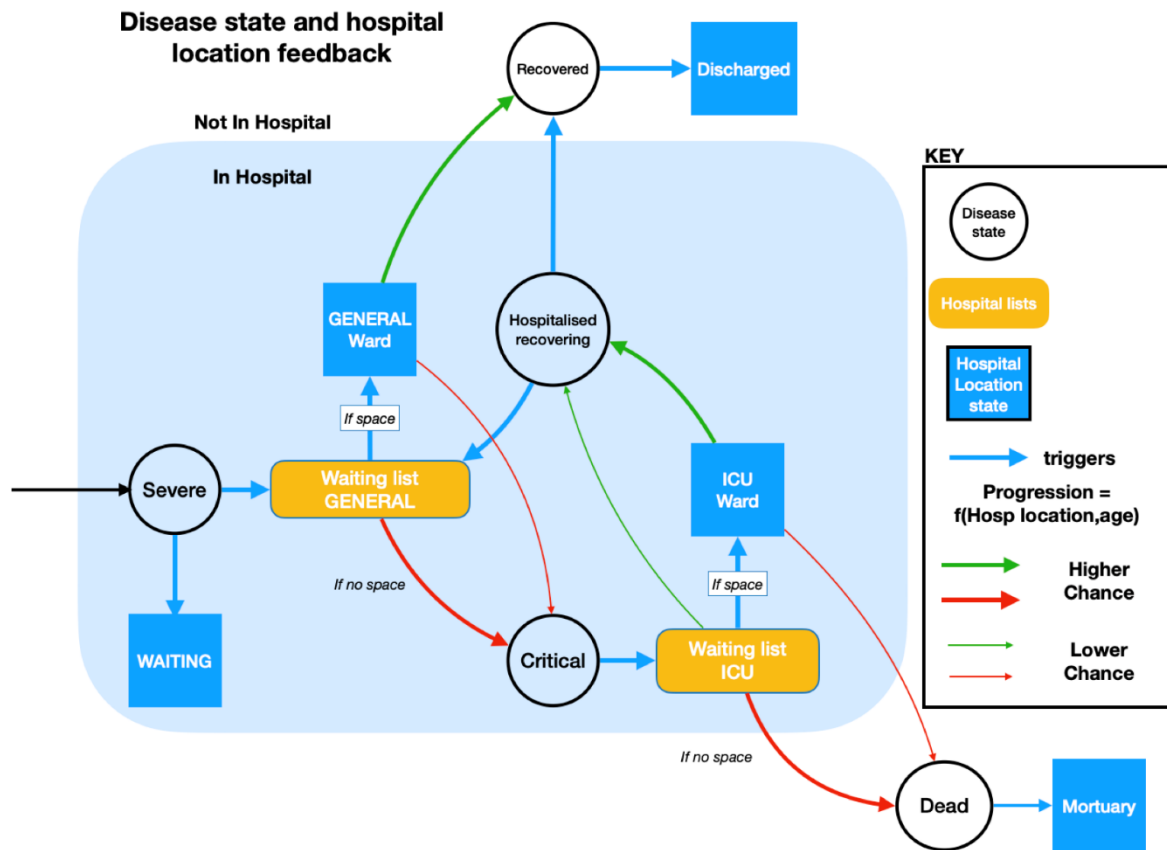 Disease state and hospital
location feedback
Recovered
Discharged
Not In Hospital
In Hospital
GENERAL
Ward
Hospitalised
recovering
If space
Severe
Waiting list
GENERAL
ICU
Ward
If no space
If space
WAITING
Critical
Waiting list
ICU
If no space
Dead
Mortuary
KEY
Disease
state
Hospital lists
Hospital
Location
state
triggers
Progression =
f(Hosp location,age)
Higher
Chance
Lower
Chance